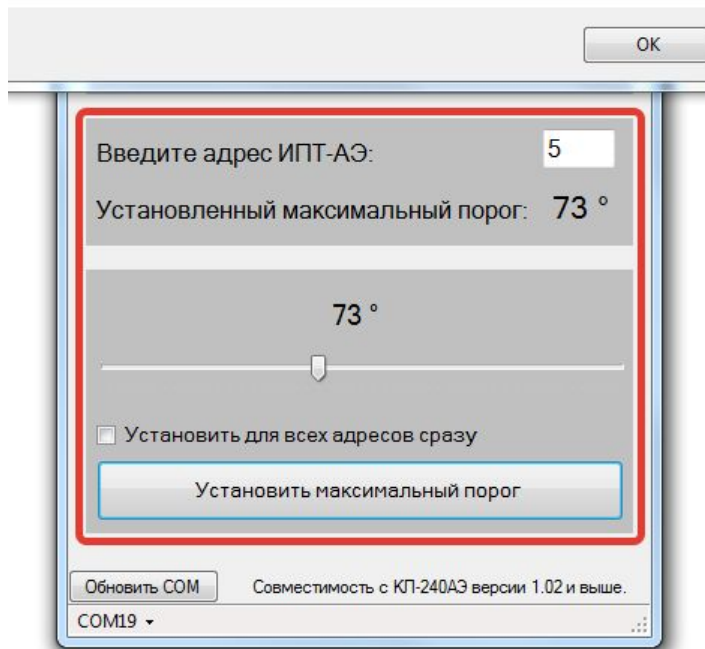 OK
Введите адрес ИПТ-АЭ: 5
Установленный максимальный порог: 73 °
73 °
Установить для всех адресов сразу
Установить максимальный порог
Обновить COM Совместимость с КП-240АЭ версии 1.02 и выше.
COM19